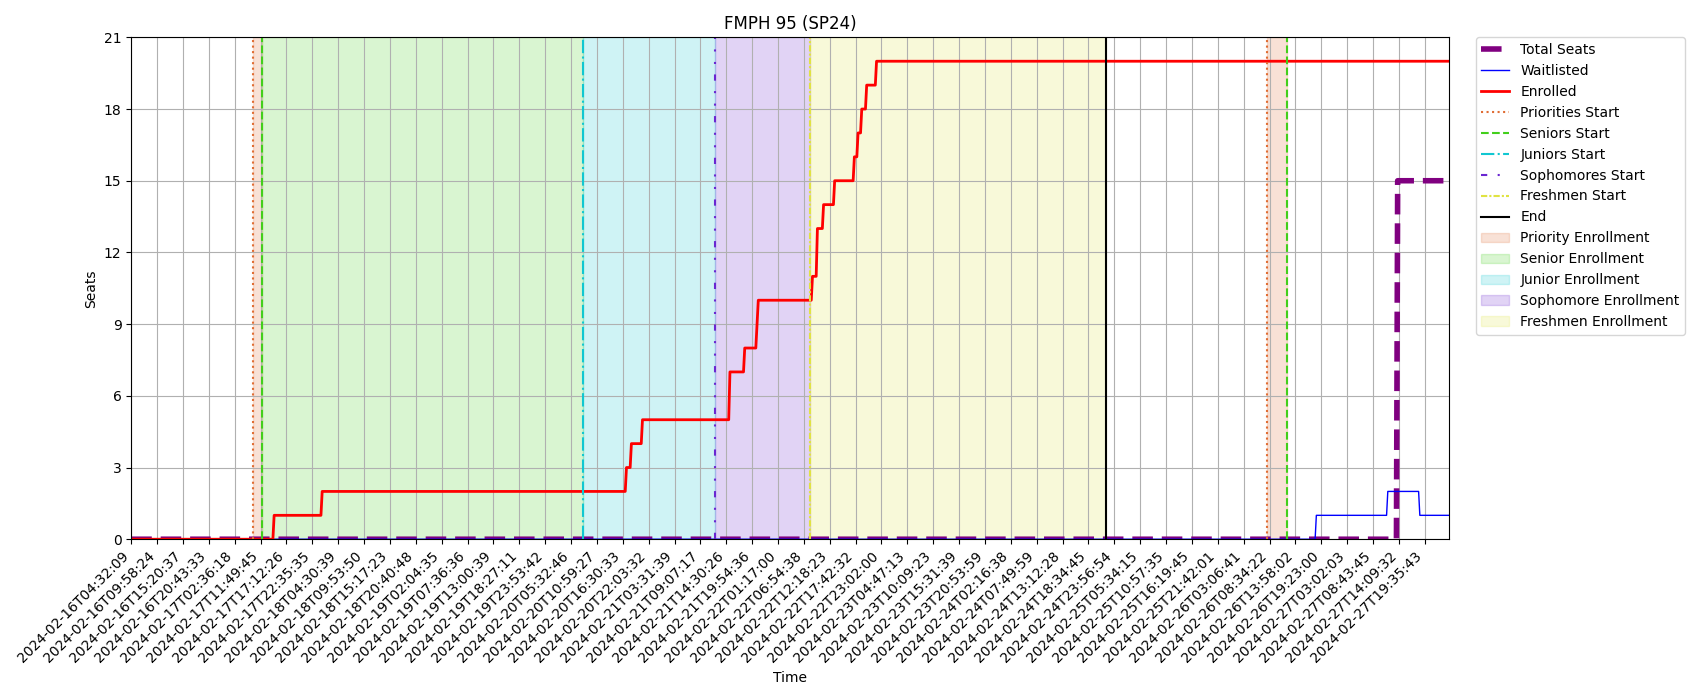 FMPH 95 (SP24)
21
18
15
12
9
6
3
0
Seats
2024-02-16T04:32:09
2024-02-16T09:58:24
2024-02-16T15:20:37
2024-02-16T20:43:33
2024-02-17T02:36:18
2024-02-17T11:49:45
2024-02-17T17:12:26
2024-02-17T22:35:35
2024-02-18T04:30:39
2024-02-18T09:53:50
2024-02-18T15:17:23
2024-02-18T20:40:48
2024-02-19T02:04:35
2024-02-19T07:36:36
2024-02-19T13:00:39
2024-02-19T18:27:11
2024-02-19T23:53:42
2024-02-20T05:32:46
2024-02-20T10:59:27
2024-02-20T16:30:33
2024-02-20T22:03:32
2024-02-21T03:31:39
2024-02-21T09:07:17
2024-02-21T14:30:26
2024-02-21T19:54:36
2024-02-22T01:17:00
2024-02-22T06:54:38
2024-02-22T12:18:23
2024-02-22T17:42:32
2024-02-22T23:02:00
2024-02-23T04:47:13
2024-02-23T10:09:23
2024-02-23T15:31:39
2024-02-23T20:53:59
2024-02-24T02:16:38
2024-02-24T07:49:59
2024-02-24T13:12:28
2024-02-24T18:34:45
2024-02-24T23:56:54
2024-02-25T05:34:15
2024-02-25T10:57:35
2024-02-25T16:19:45
2024-02-25T21:42:01
2024-02-26T03:06:41
2024-02-26T08:34:22
2024-02-26T13:58:02
2024-02-26T19:23:00
2024-02-27T03:02:03
2024-02-27T08:43:45
2024-02-27T14:09:32
2024-02-27T19:35:43
Time
Total Seats
Waitlisted
Enrolled
Priorities Start
Seniors Start
Juniors Start
Sophomores Start
Freshmen Start
End
Priority Enrollment
Senior Enrollment
Junior Enrollment
Sophomore Enrollment
Freshmen Enrollment